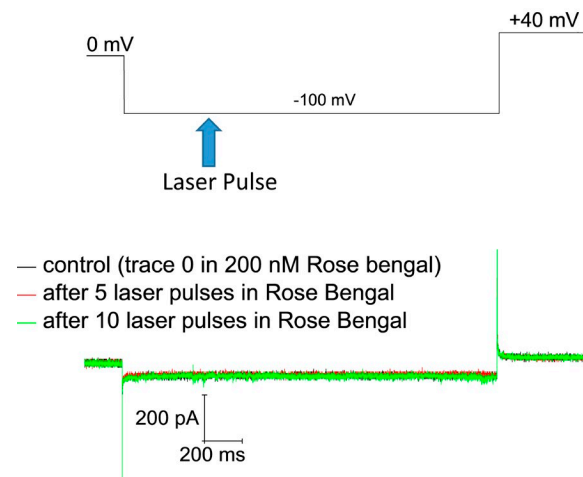 +40 mV
0 mV
-100 mV
Laser Pulse
control (trace 0 in 200 nM Rose bengal)
after 5 laser pulses in Rose Bengal
after 10 laser pulses in Rose Bengal
200 pA
200 ms